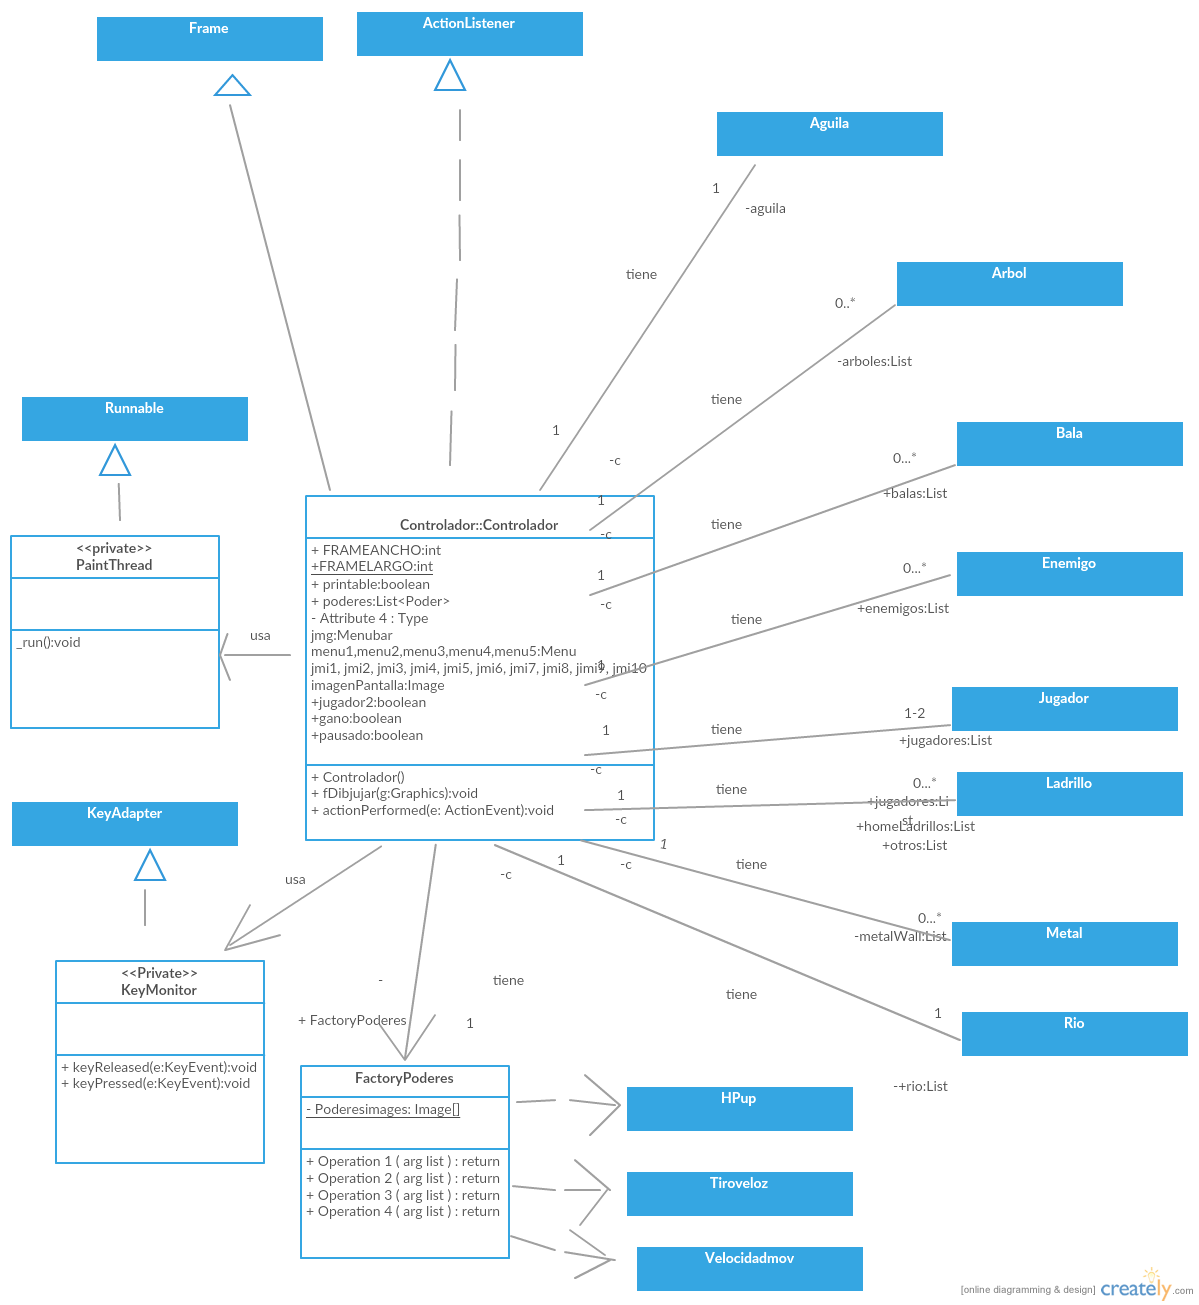 Frame
ActionListener
Aguila
1
-aguila
tiene
Arbol
0..*
-arboles:List
tiene
1
-c
Runnable
Bala
0...*
+balas:List
tiene
1
-c
<<private>>
PaintThread
_run():void
usa
Controlador::Controlador
+ FRAMEANCHO:int
+FRAMELARGO:int
+ printable:boolean
+ poderes:List<Poder>
- Attribute 4 : Type
jmg:Menubar
menu1,menu2,menu3,menu4,menu5:Menu
jmi1, jmi2, jmi3, jmi4, jmi5, jmi6, jmi7, jmi8, jimi9, jmi10
imagenPantalla:Image
+jugador2:boolean
+gano:boolean
+pausado:boolean
+ Controlador()
+ fDibjujar(g:Graphics):void
+ actionPerformed(e: ActionEvent):void
1
-c
Enemigo
0...*
+enemigos:List
tiene
1
-c
Jugador
1-2
+jugadores:List
tiene
1
-c
Ladrillo
0...*
+jugadores:Li
st
+homeLadrillos:List
+otros:List
tiene
1
-c
KeyAdapter
usa
1
-c
1
-c
tiene
Metal
0...*
-metalWall:List
<<Private>>
KeyMonitor
+ keyReleased(e:KeyEvent):void
+ keyPressed(e:KeyEvent):void
-
tiene
+ FactoryPoderes
1
tiene
1
Rio
-+rio:List
FactoryPoderes
- Poderesimages: Image[]
+ Operation 1 ( arg list ) : return
+ Operation 2 ( arg list ) : return
+ Operation 3 ( arg list ) : return
+ Operation 4 ( arg list ) : return
HPup
Tiroveloz
Velocidadmov
[online diagramming & design] creately.com